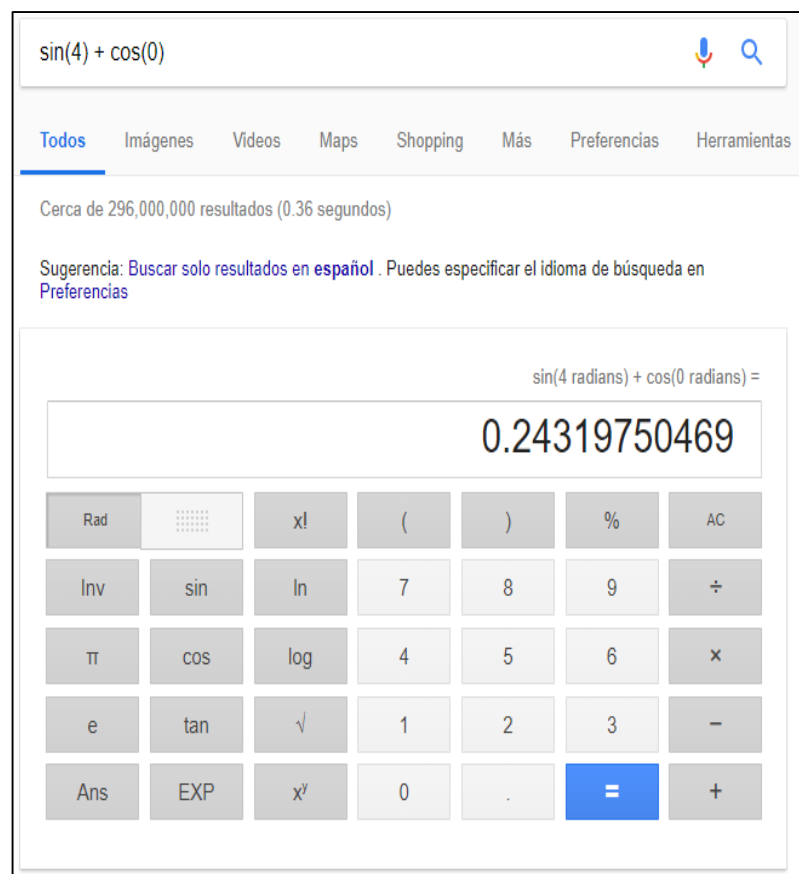 sin(4) + cos(0)
Todos Imágenes Videos Maps Shopping Más Preferencias Herramientas
Cerca de 296,000,000 resultados (0.36 segundos)
Sugerencia: Buscar solo resultados en español . Puedes especificar el idioma de búsqueda en
Preferencias
sin(4 radians) + cos(0 radians) =
0.24319750469
Rad x! ( ) % AC
Inv sin ln 7 8 9 ÷
π cos log 4 5 6 ×
e tan √ 1 2 3 −
Ans EXP xʸ 0 . = +